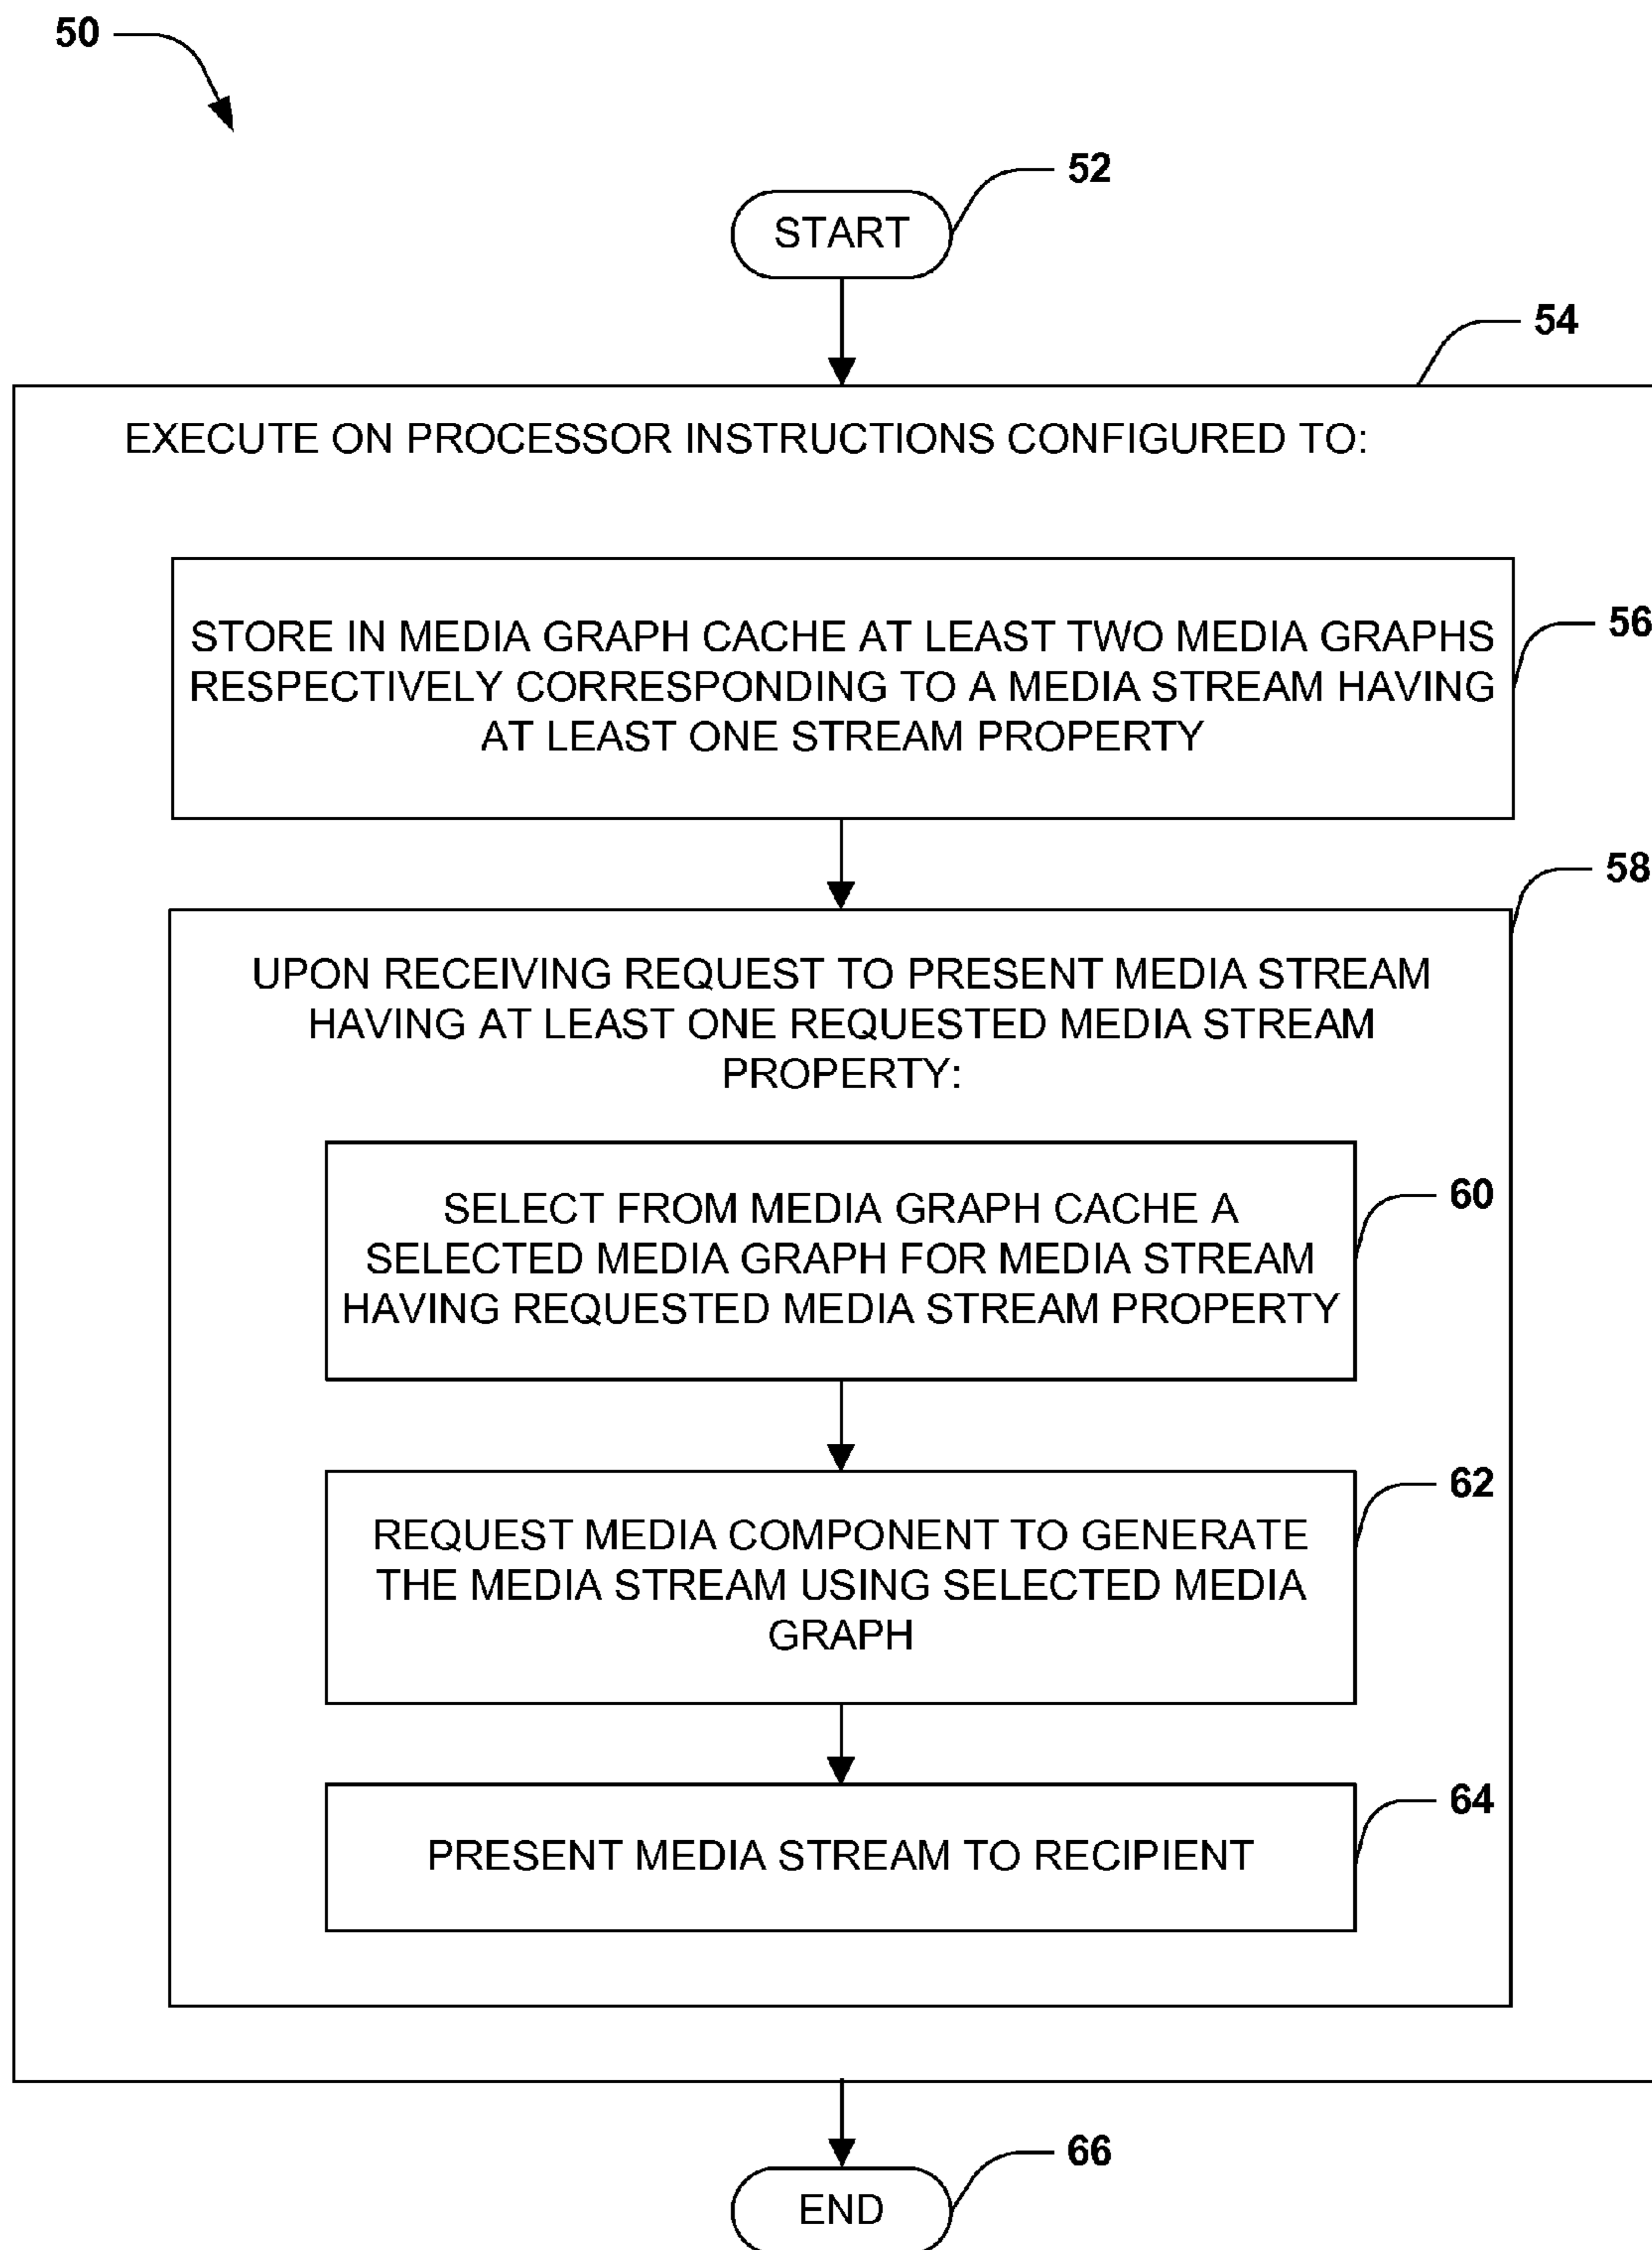 50
52
START
54
EXECUTE ON PROCESSOR INSTRUCTIONS CONFIGURED TO:
STORE IN MEDIA GRAPH CACHE AT LEAST TWO MEDIA GRAPHS
RESPECTIVELY CORRESPONDING TO A MEDIA STREAM HAVING
AT LEAST ONE STREAM PROPERTY
56
58
UPON RECEIVING REQUEST TO PRESENT MEDIA STREAM
HAVING AT LEAST ONE REQUESTED MEDIA STREAM
PROPERTY:
SELECT FROM MEDIA GRAPH CACHE A
SELECTED MEDIA GRAPH FOR MEDIA STREAM
HAVING REQUESTED MEDIA STREAM PROPERTY
60
REQUEST MEDIA COMPONENT TO GENERATE
THE MEDIA STREAM USING SELECTED MEDIA
GRAPH
62
PRESENT MEDIA STREAM TO RECIPIENT
64
66
END